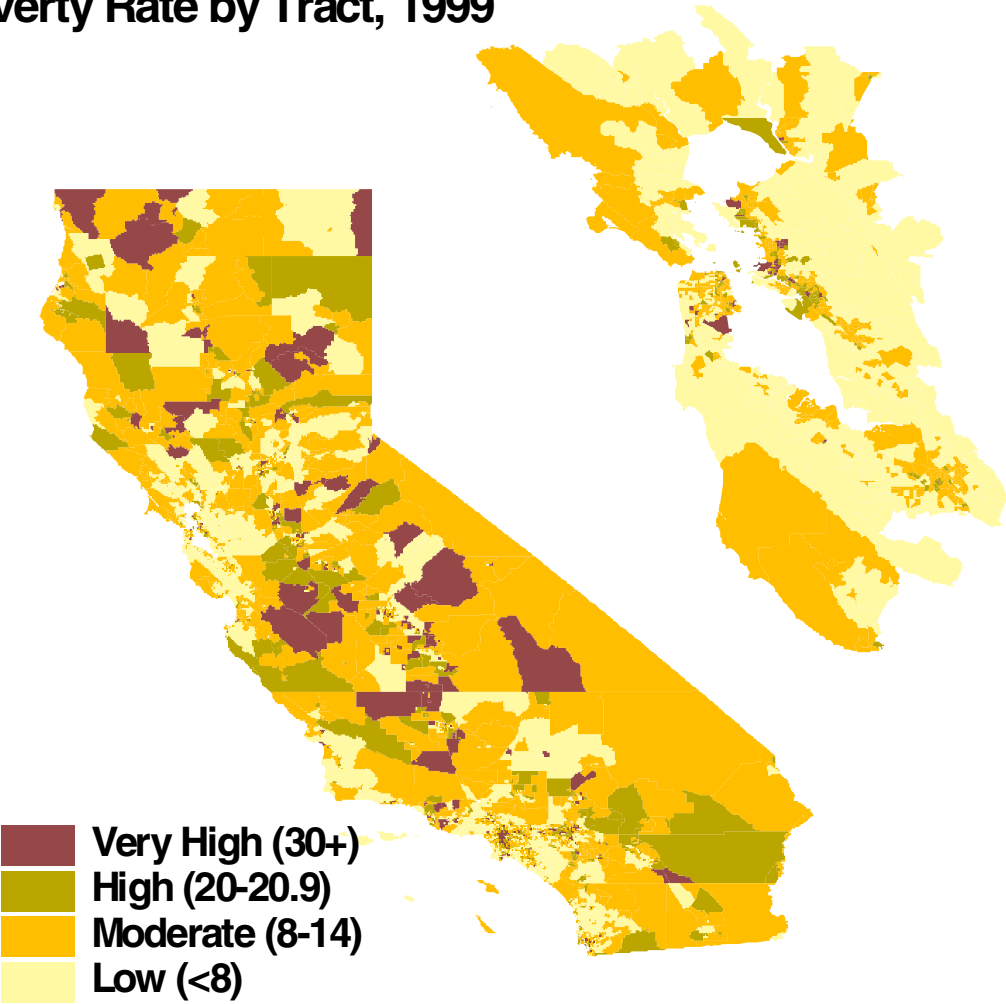 verty Rate by Tract, 1999
Very High (30+)
High (20-20.9)
Moderate (8-14)
Low (<8)